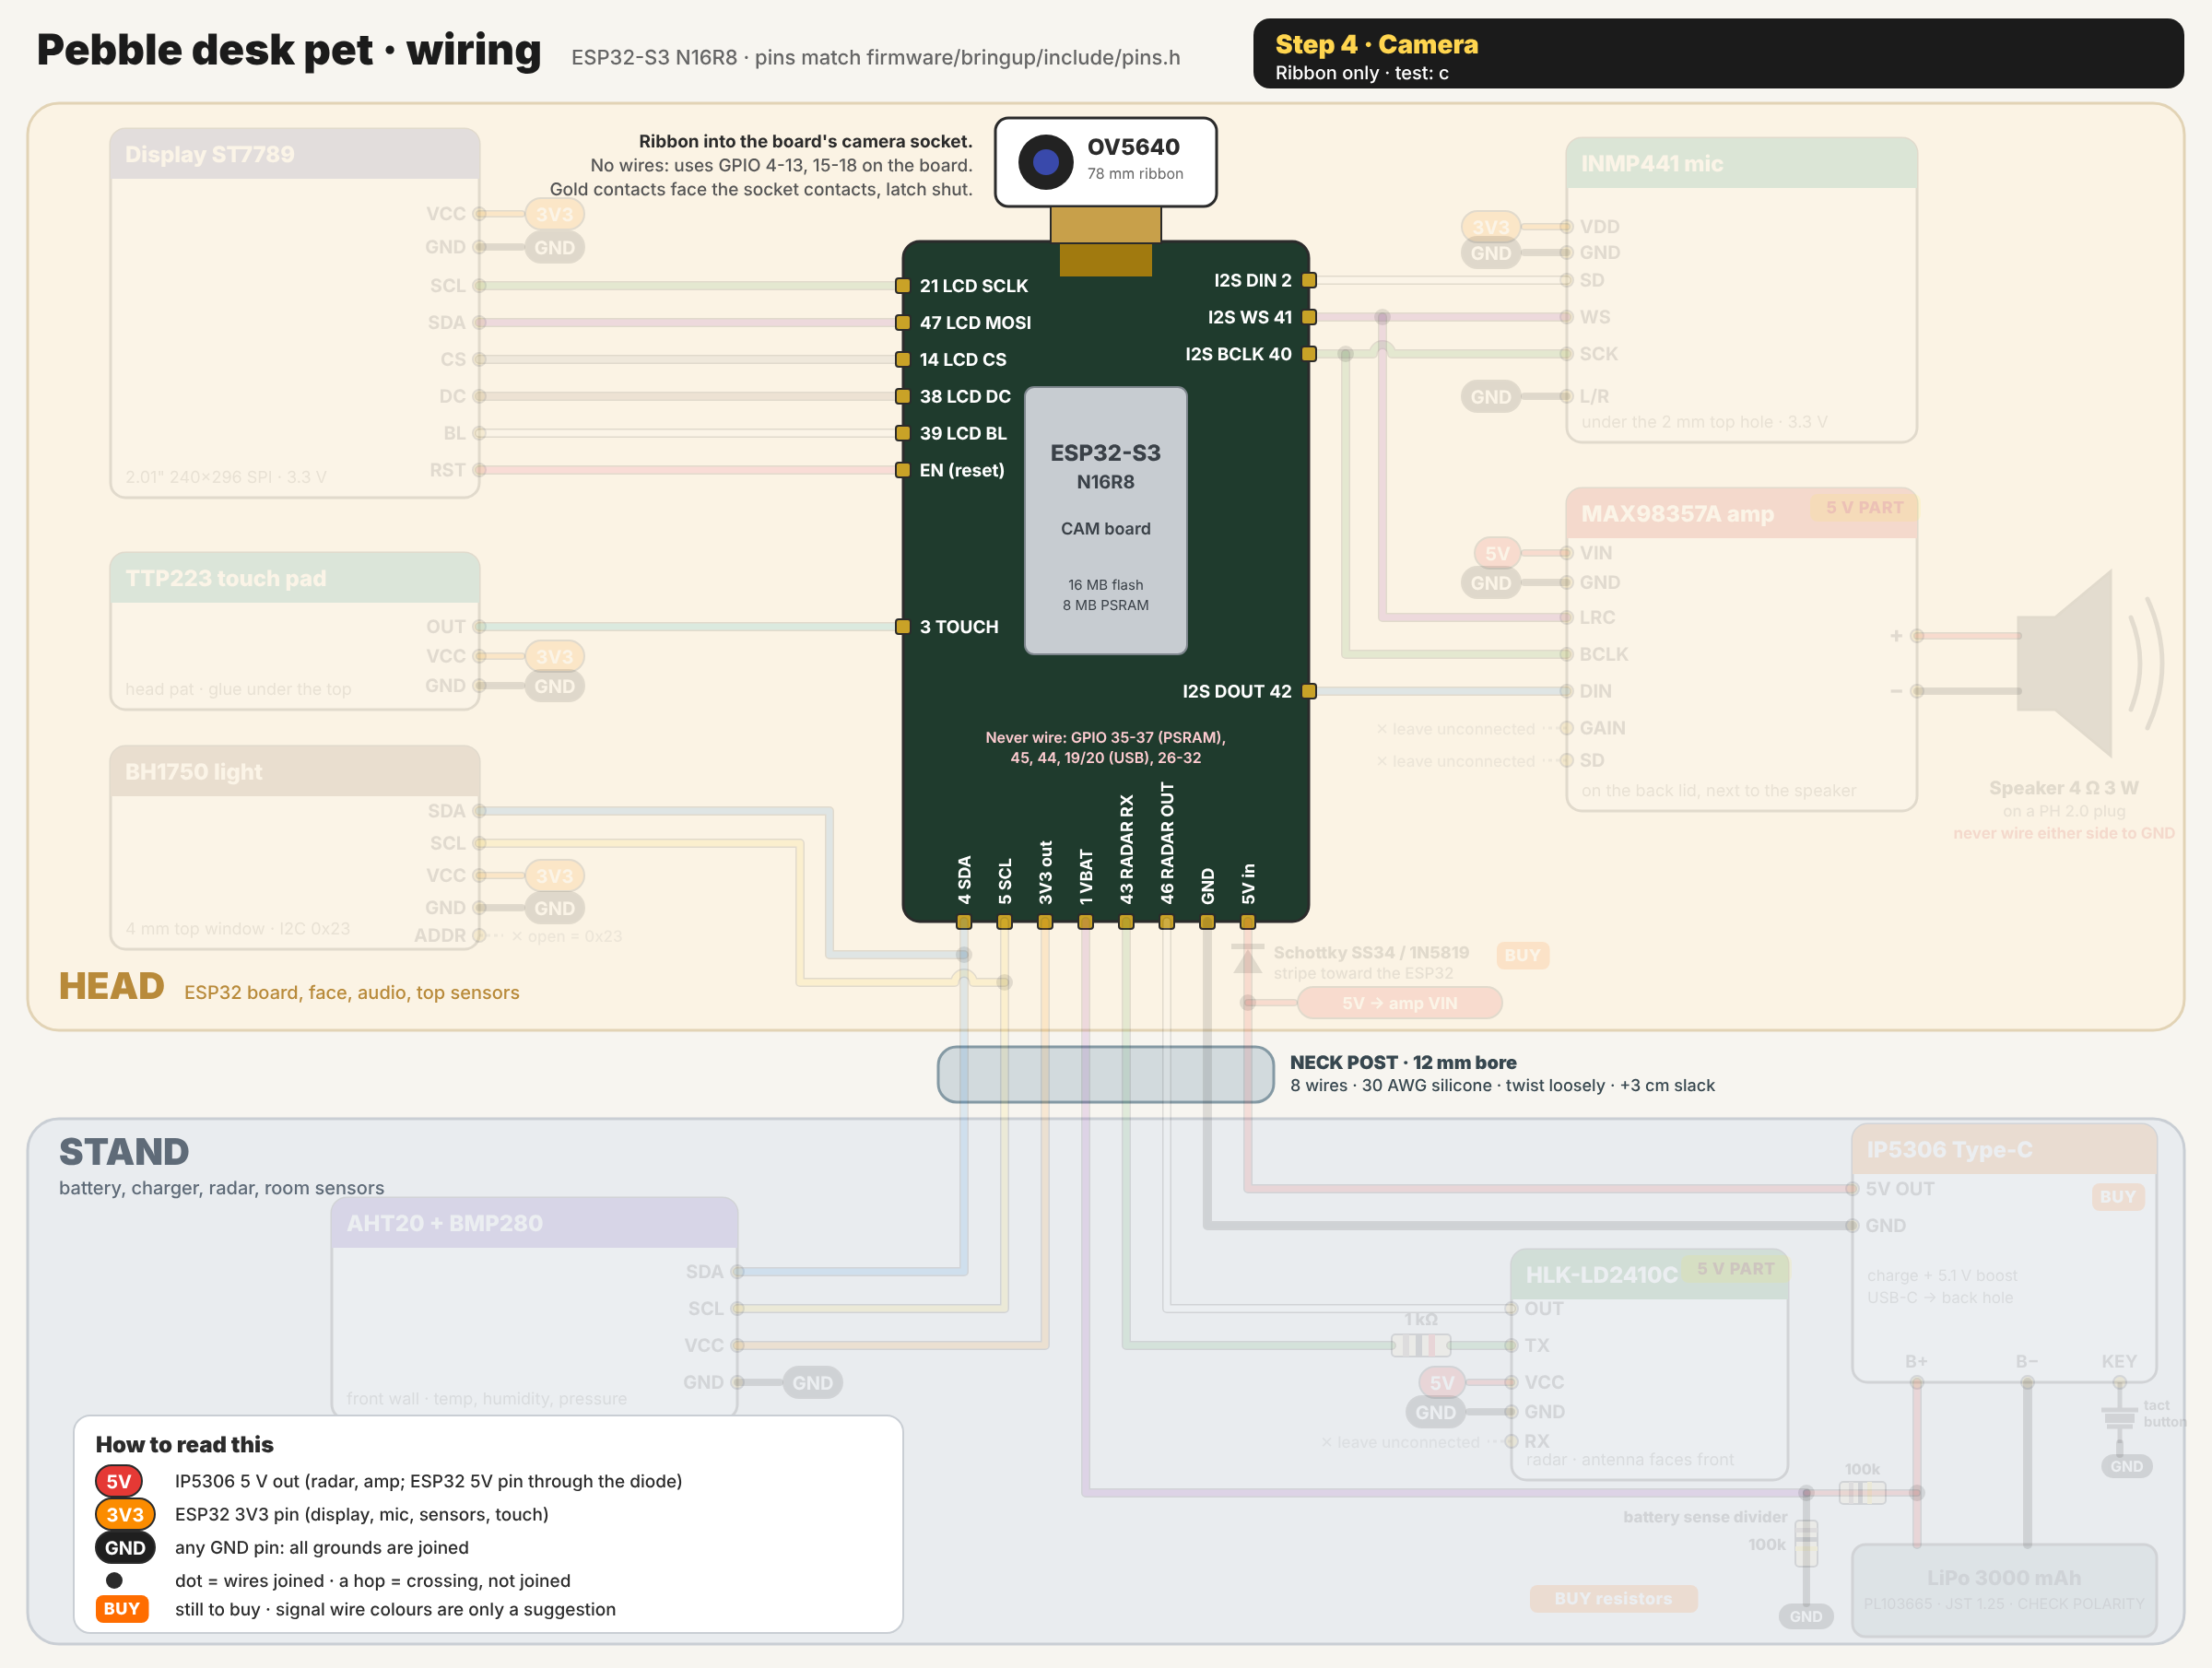 Pebble desk pet · wiring
ESP32-S3 N16R8 · pins match firmware/bringup/include/pins.h
Step 4 · Camera
Ribbon only · test: c
Display ST7789
VCC
3V3
GND
GND
SCL
SDA
CS
DC
BL
RST
2.01" 240×296 SPI · 3.3 V
Ribbon into the board's camera socket.
No wires: uses GPIO 4-13, 15-18 on the board.
Gold contacts face the socket contacts, latch shut.
OV5640
78 mm ribbon
21 LCD SCLK
47 LCD MOSI
14 LCD CS
38 LCD DC
39 LCD BL
EN (reset)
3 TOUCH
I2S DIN 2
I2S WS 41
I2S BCLK 40
I2S DOUT 42
ESP32-S3
N16R8
CAM board
16 MB flash
8 MB PSRAM
Never wire: GPIO 35-37 (PSRAM),
45, 44, 19/20 (USB), 26-32
4 SDA
5 SCL
3V3 out
1 VBAT
43 RADAR RX
46 RADAR OUT
GND
5V in
INMP441 mic
3V3
VDD
GND
GND
SD
WS
SCK
GND
L/R
under the 2 mm top hole · 3.3 V
MAX98357A amp
5 V PART
5V
VIN
GND
GND
LRC
BCLK
DIN
× leave unconnected
GAIN
× leave unconnected
SD
on the back lid, next to the speaker
+
−
Speaker 4 Ω 3 W
on a PH 2.0 plug
never wire either side to GND
TTP223 touch pad
OUT
VCC
3V3
GND
GND
head pat · glue under the top
BH1750 light
SDA
SCL
VCC
3V3
GND
GND
ADDR
× open = 0x23
4 mm top window · I2C 0x23
HEAD
ESP32 board, face, audio, top sensors
Schottky SS34 / 1N5819
stripe toward the ESP32
BUY
5V → amp VIN
NECK POST · 12 mm bore
8 wires · 30 AWG silicone · twist loosely · +3 cm slack
STAND
battery, charger, radar, room sensors
AHT20 + BMP280
SDA
SCL
VCC
GND
GND
front wall · temp, humidity, pressure
IP5306 Type-C
5V OUT
BUY
GND
charge + 5.1 V boost
USB-C → back hole
B+
B−
KEY
tact
button
GND
HLK-LD2410C
5 V PART
OUT
1 kΩ
TX
5V
VCC
GND
GND
× leave unconnected
RX
radar · antenna faces front
100k
battery sense divider
100k
BUY resistors
GND
LiPo 3000 mAh
PL103665 · JST 1.25 · CHECK POLARITY
How to read this
5V
IP5306 5 V out (radar, amp; ESP32 5V pin through the diode)
3V3
ESP32 3V3 pin (display, mic, sensors, touch)
GND
any GND pin: all grounds are joined
dot = wires joined · a hop = crossing, not joined
BUY
still to buy · signal wire colours are only a suggestion